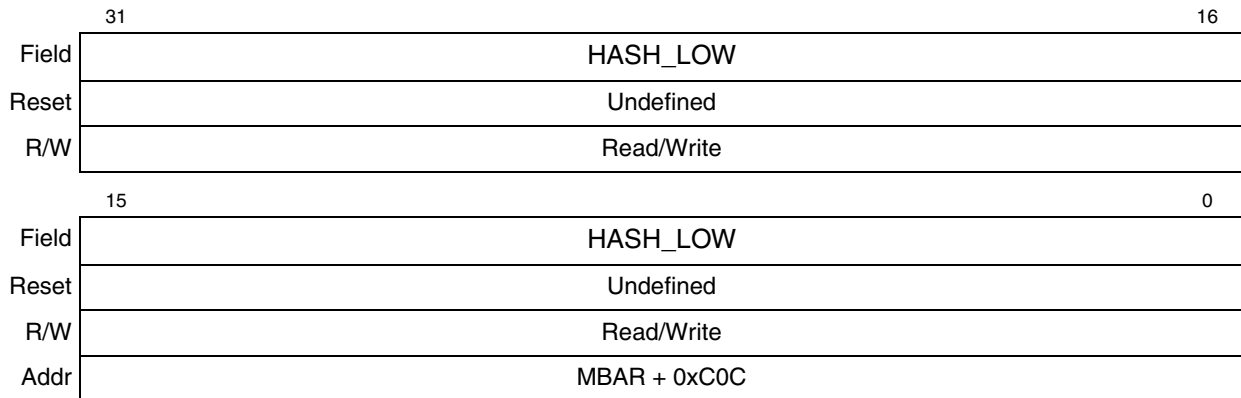 31 16
Field HASH_LOW
Reset Undefined
R/W Read/Write
15 0
Field HASH_LOW
Reset Undefined
R/W Read/Write
Addr MBAR + 0xC0C